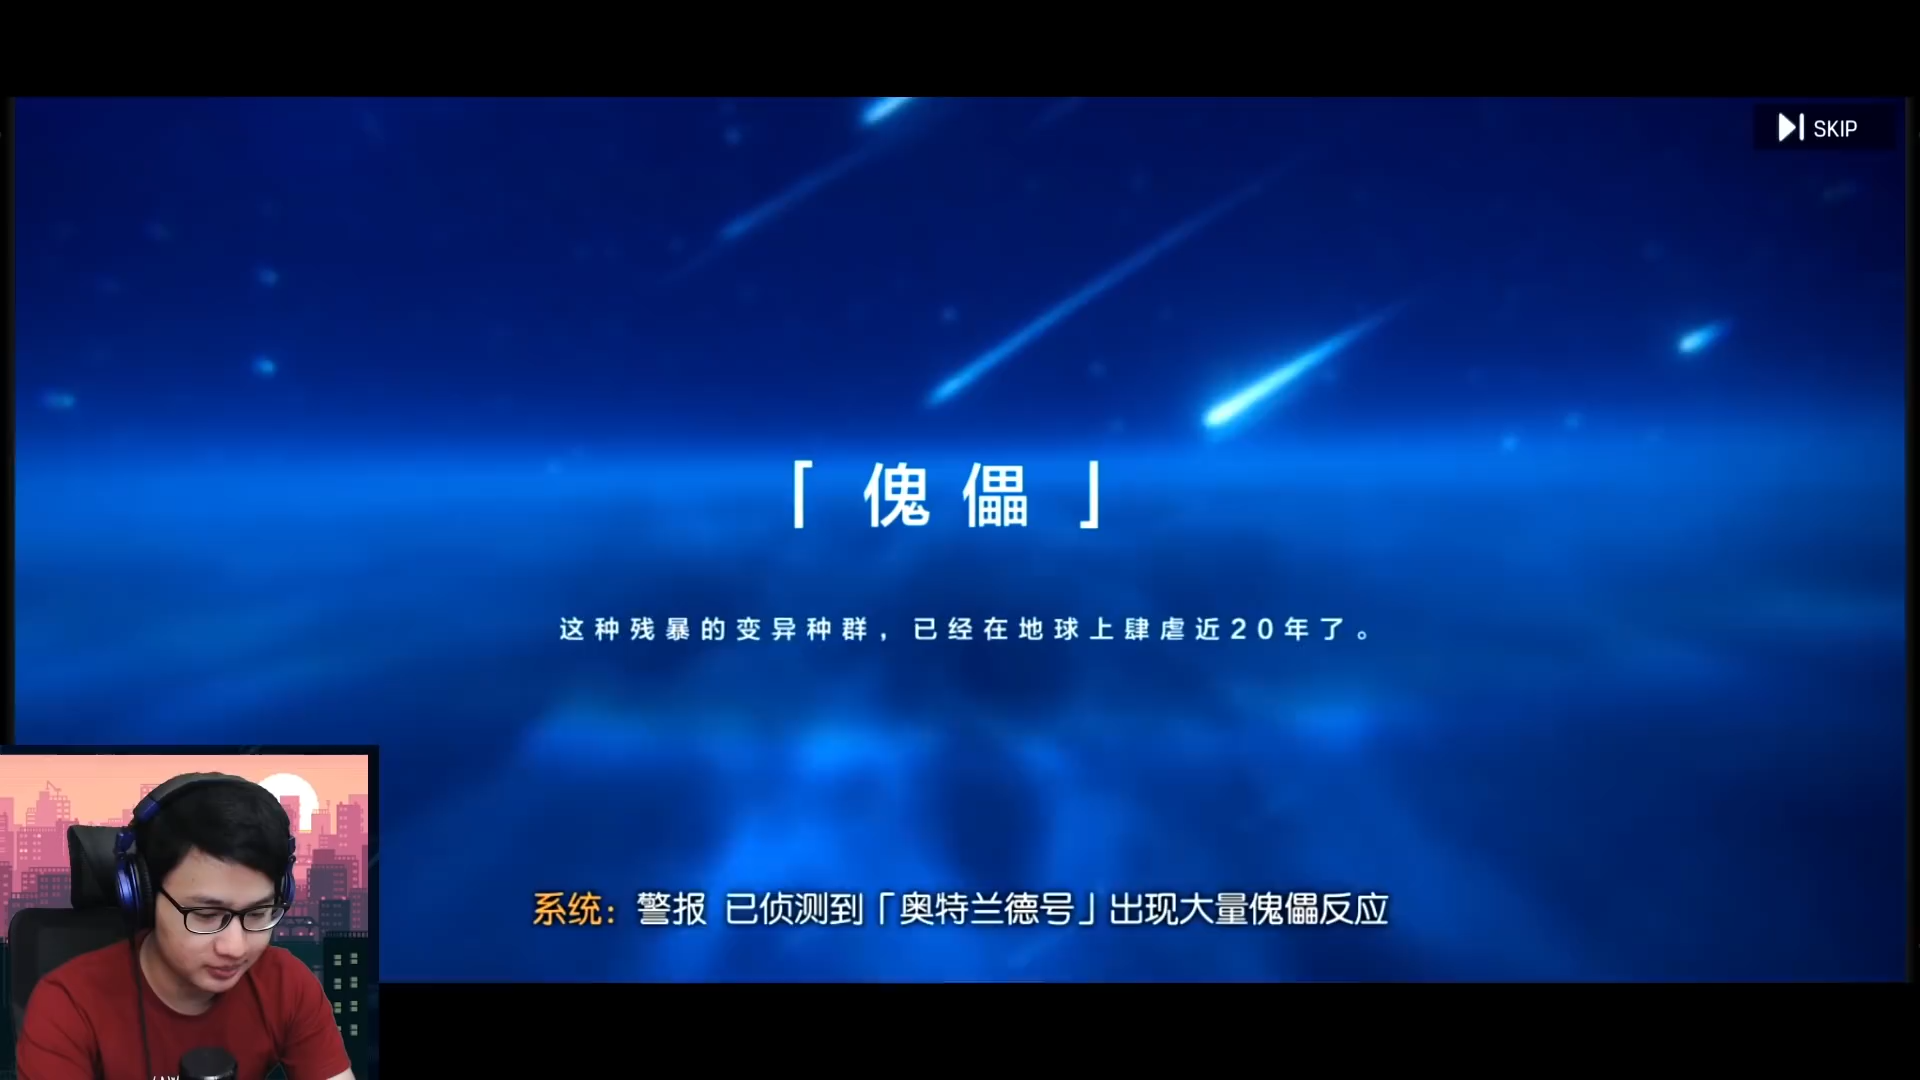 SKIP
「傀儡」
这种残暴的变异种群，已经在地球上肆虐近20年了。
系统：警报 已侦测到「奥特兰德号」出现大量傀儡反应